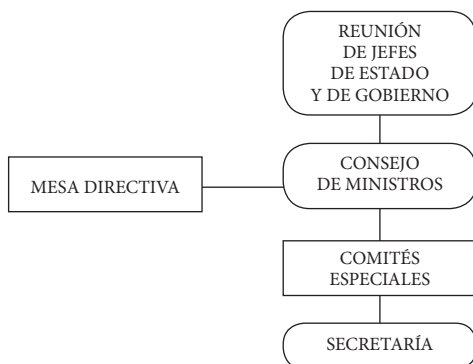 REUNIÓN
DE JEFES
DE ESTADO
Y DE GOBIERNO
MESA DIRECTIVA
CONSEJO
DE MINISTROS
COMITÉS
ESPECIALES
SECRETARÍA